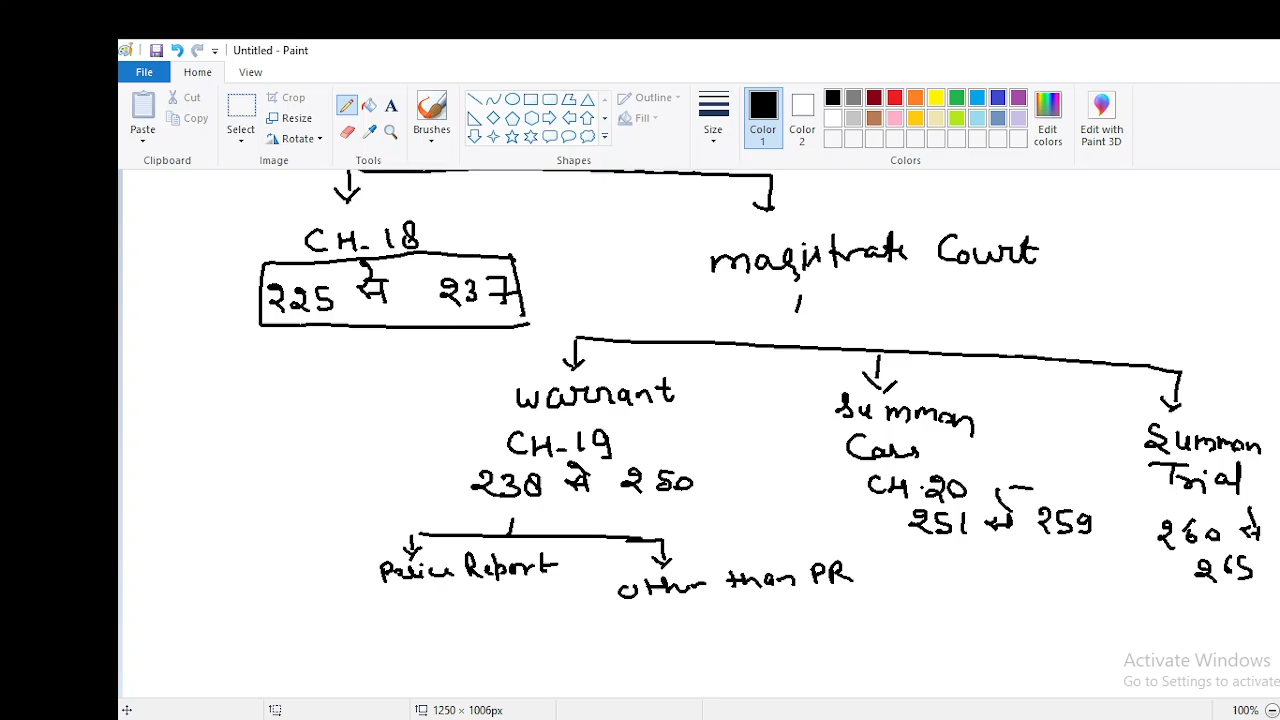 Untitled - Paint
File Home View
Paste Cut Copy
Select Crop Resize Rotate
Brushes
Outline
Fill
Size
Color 1
Color 2
Edit colors
Edit with Paint 3D
Clipboard Image Tools Shapes Colors
CH-18
225 से 237
magistrate Court
warrant
CH-19
238 से 250
Police Report
other than PR
Summon
Cass
CH.20
251 से 259
Summon
Trial
260 से
265
Activate Windows
Go to Settings to activate
1250 × 1006px
100%